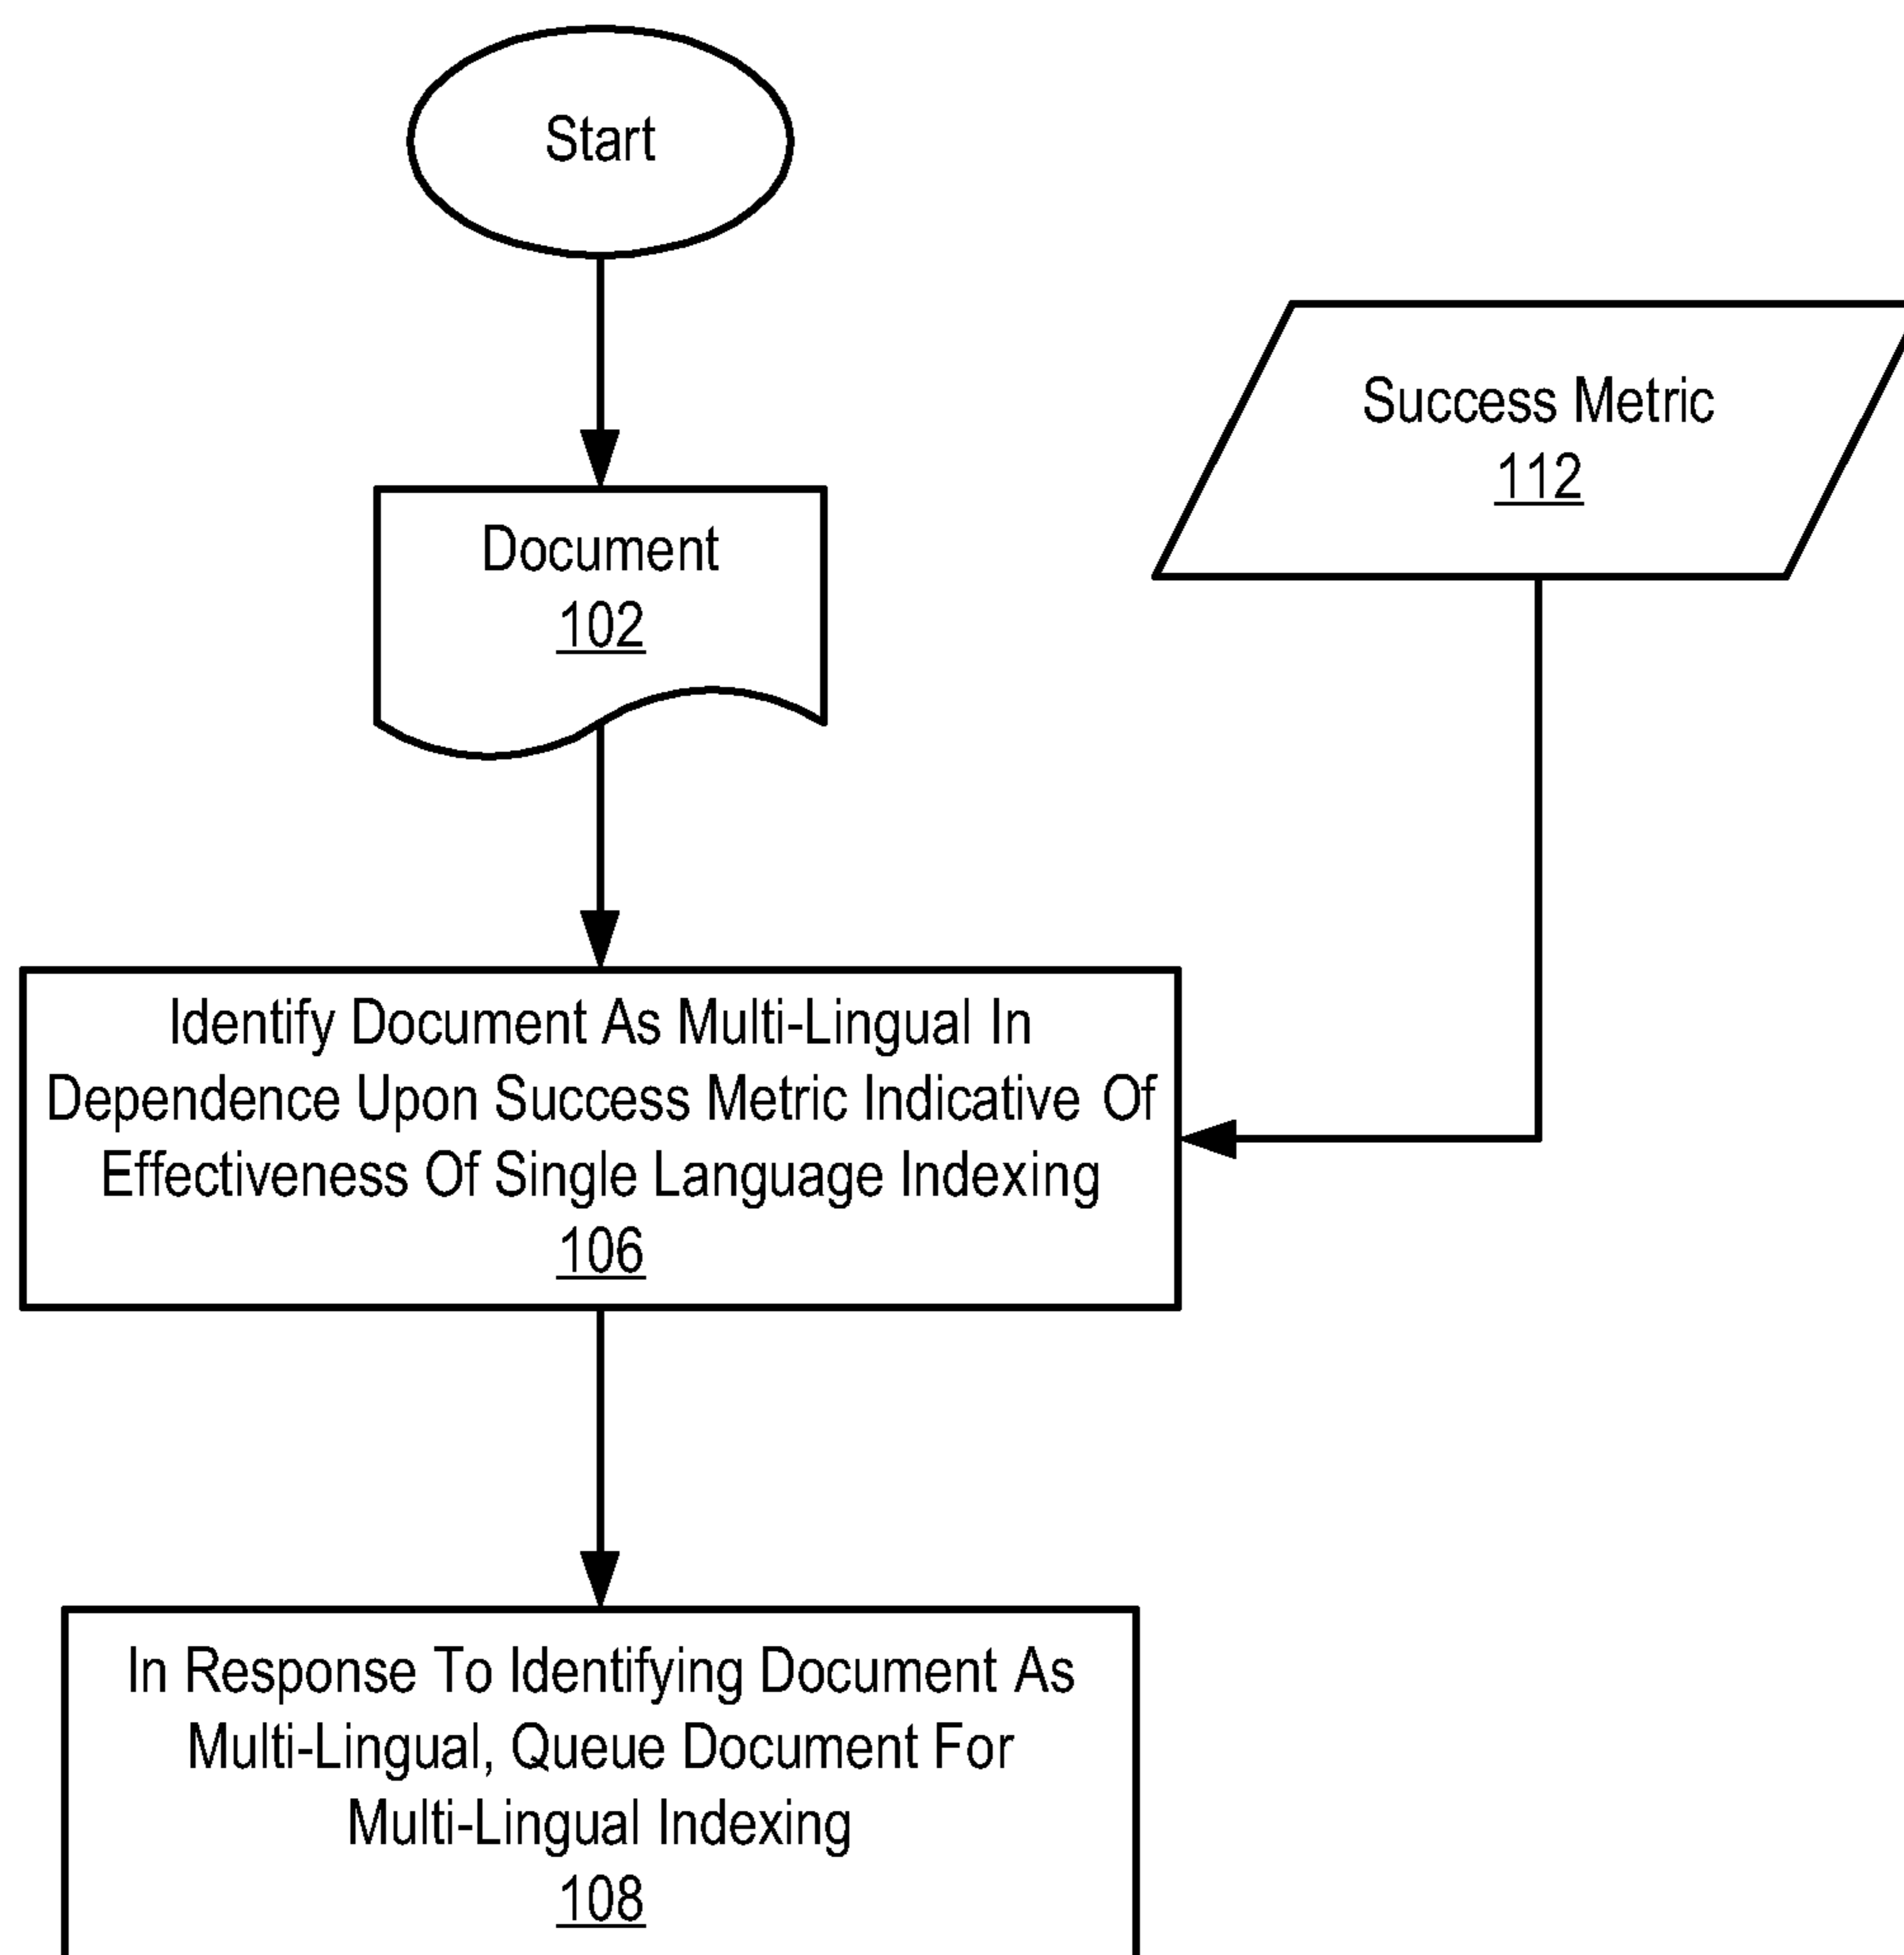 Start
Success Metric
112
Document
102
Identify Document As Multi-Lingual In
Dependence Upon Success Metric Indicative Of
Effectiveness Of Single Language Indexing
106
In Response To Identifying Document As
Multi-Lingual, Queue Document For
Multi-Lingual Indexing
108